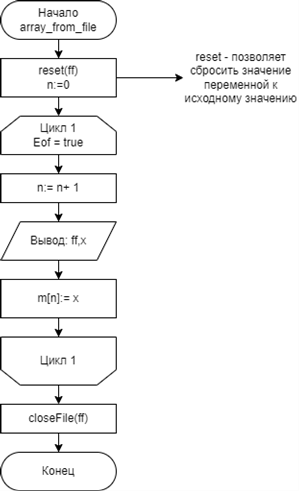 Начало
array_from_file
reset(ff)
n:=0
reset - позволяет
сбросить значение
переменной к
исходному значению
Цикл 1
Eof = true
n:= n+ 1
Вывод: ff,x
m[n]:= x
Цикл 1
closeFile(ff)
Конец